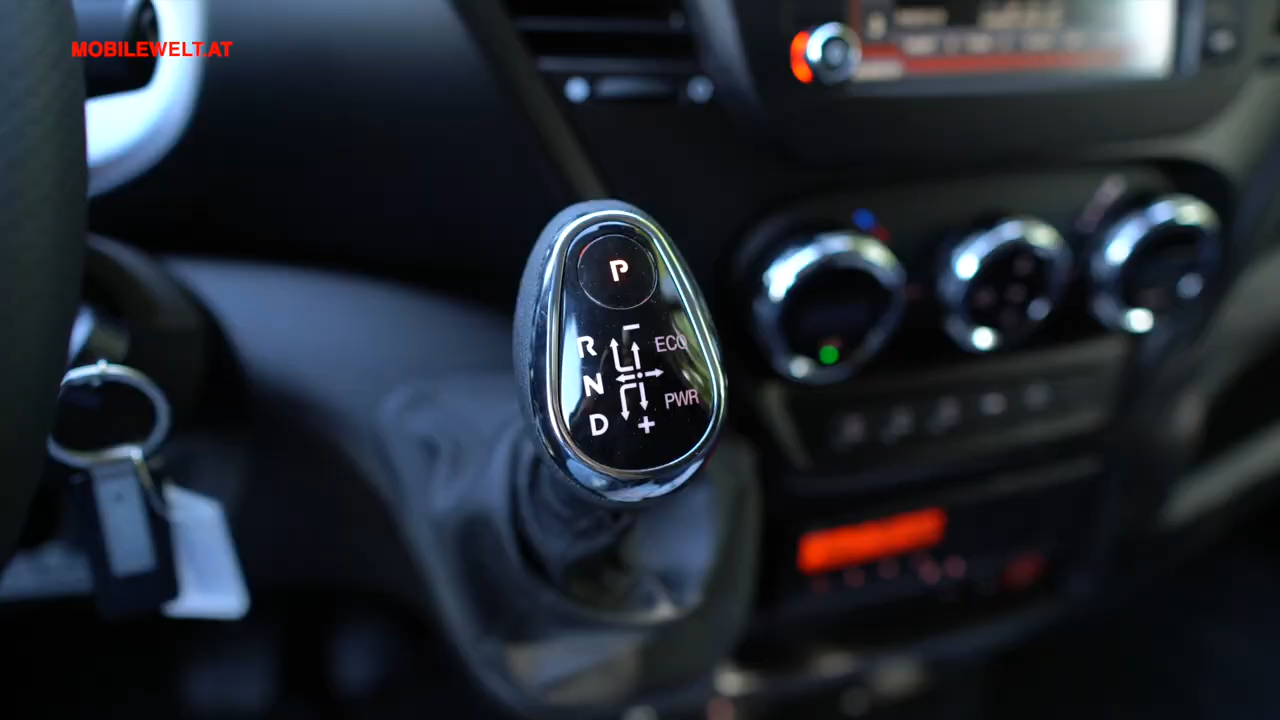 MOBILEWELT.AT
P
–
R ECO
N
PWR
D +